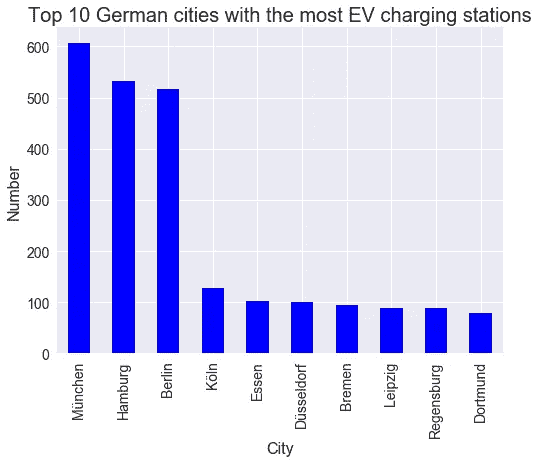 Top 10 German cities with the most EV charging stations
600
500
400
300
200
100
0
Number
München
Hamburg
Berlin
Köln
Essen
Düsseldorf
Bremen
Leipzig
Regensburg
Dortmund
City